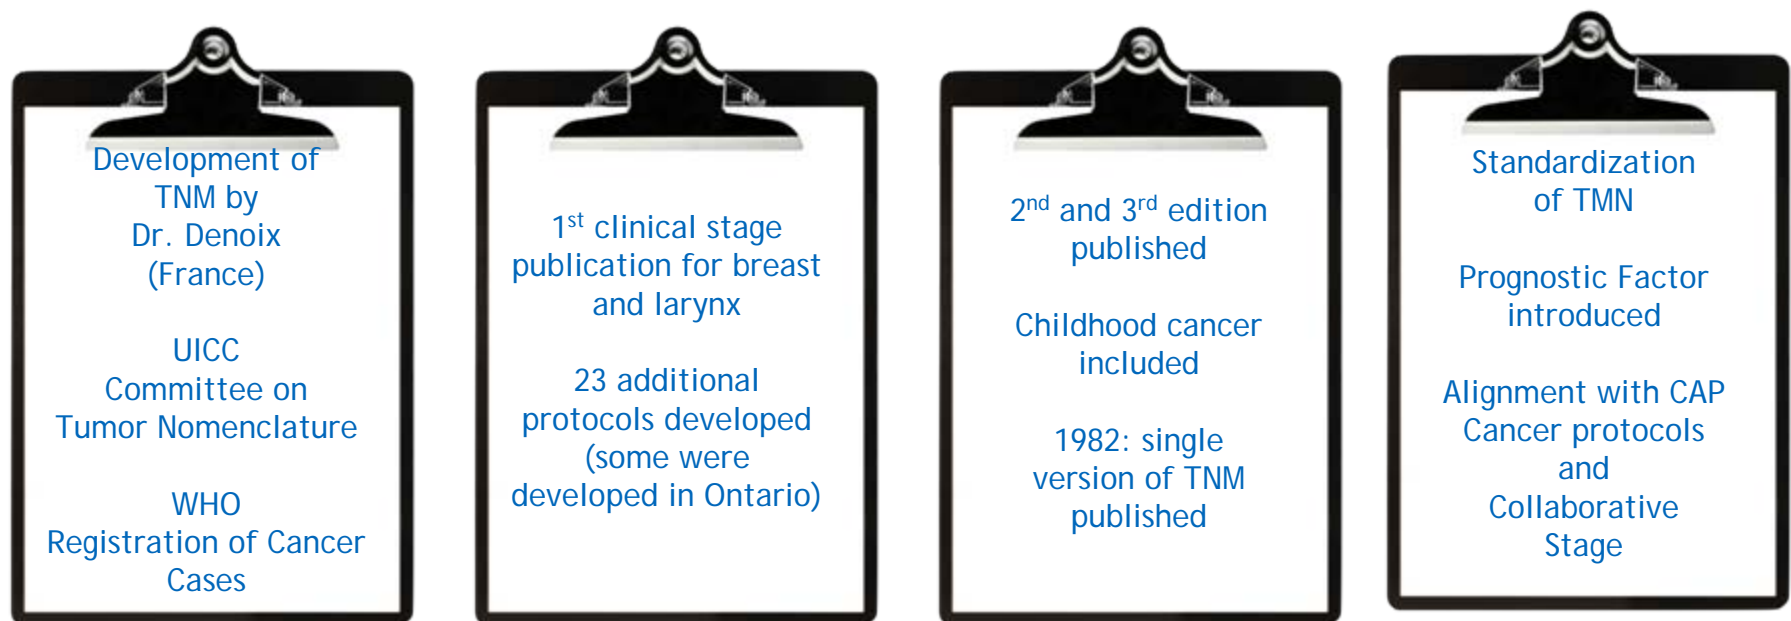 Development of
TNM by
Dr. Denoix
(France)
UICC
Committee on
Tumor Nomenclature
WHO
Registration of Cancer
Cases
1st clinical stage
publication for breast
and larynx
23 additional
protocols developed
(some were
developed in Ontario)
2nd and 3rd edition
published
Childhood cancer
included
1982: single
version of TNM
published
Standardization
of TMN
Prognostic Factor
introduced
Alignment with CAP
Cancer protocols
and
Collaborative
Stage